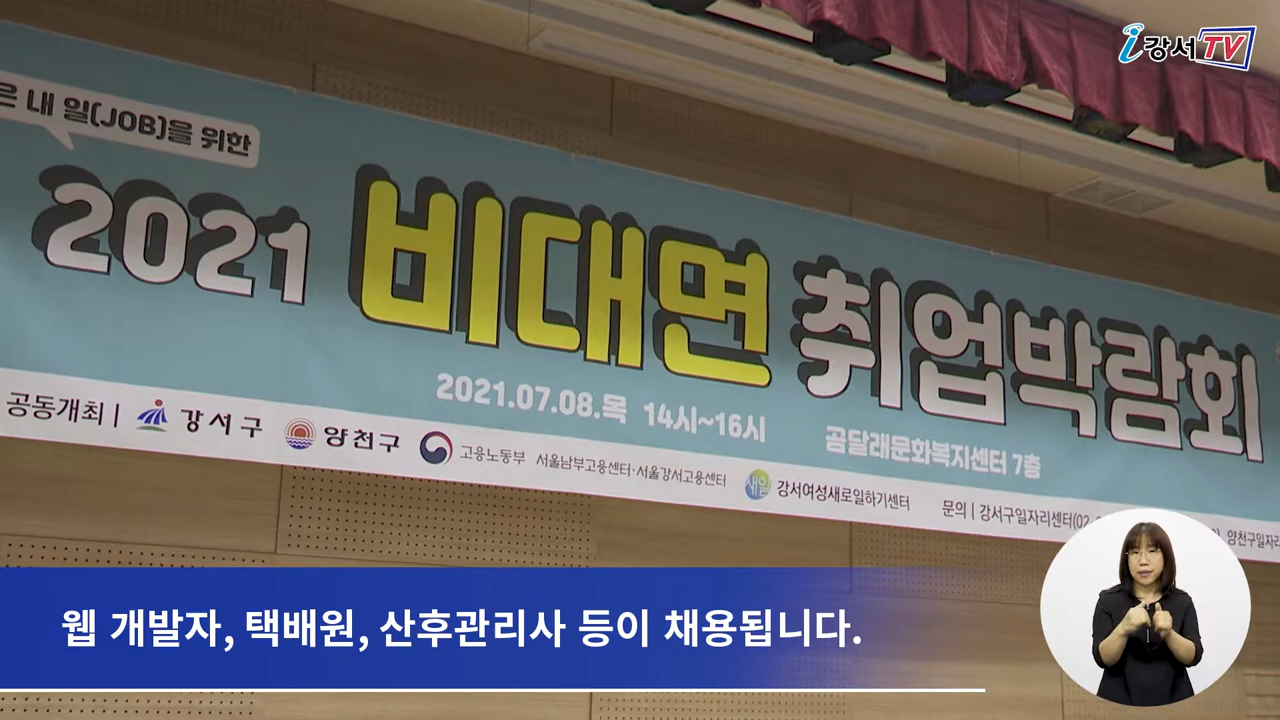 i강서TV
은 내 일(JOB)을 위한
2021 비대면 취업박람회
2021.07.08.목 14시~16시
곰달래문화복지센터 7층
공동개최 | 강서구 양천구 고용노동부 서울남부고용센터·서울강서고용센터 새일 강서여성새로일하기센터 문의 | 강서구일자리센터(02 양천구일자리
웹 개발자, 택배원, 산후관리사 등이 채용됩니다.